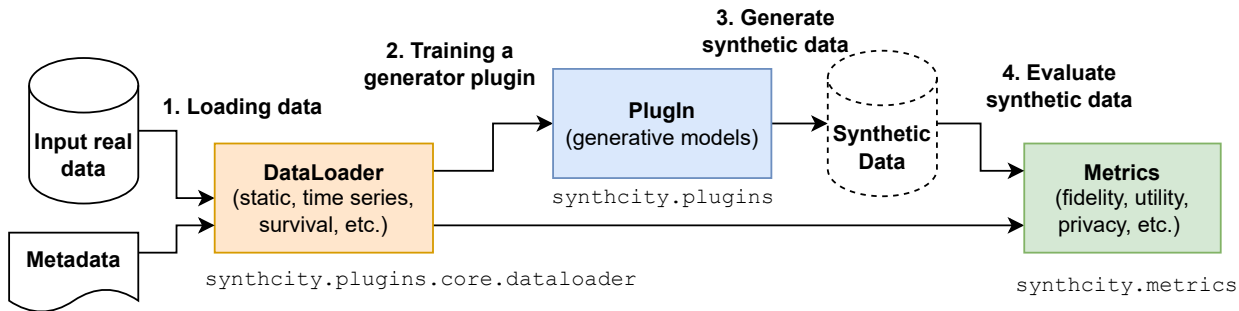 1. Loading data
2. Training a
generator plugin
3. Generate
synthetic data
4. Evaluate
synthetic data
Input real
data
Metadata
DataLoader
(static, time series,
survival, etc.)
synthcity.plugins.core.dataloader
PlugIn
(generative models)
synthcity.plugins
Synthetic
Data
Metrics
(fidelity, utility,
privacy, etc.)
synthcity.metrics